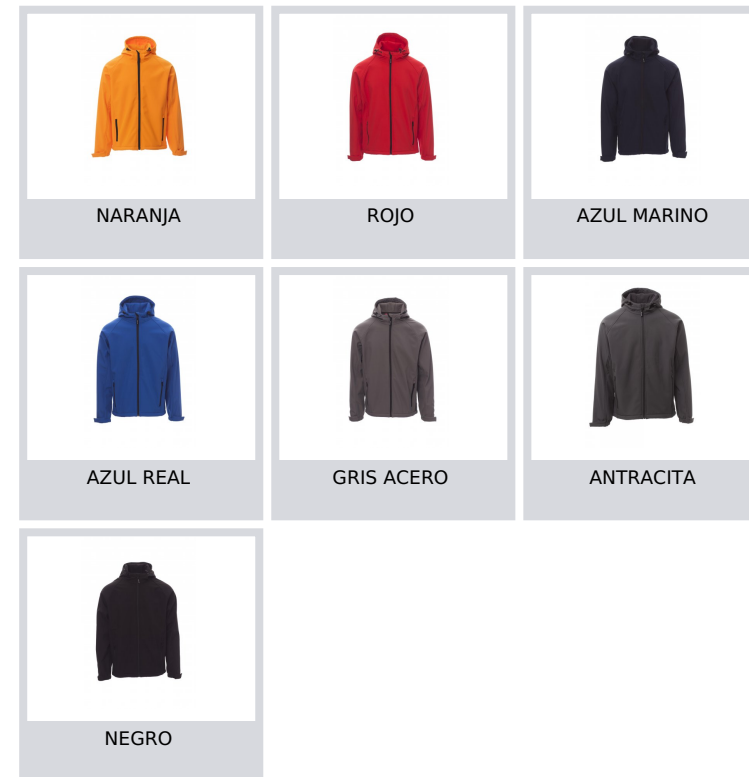 NARANJA
ROJO
AZUL MARINO
AZUL REAL
GRIS ACERO
ANTRACITA
NEGRO